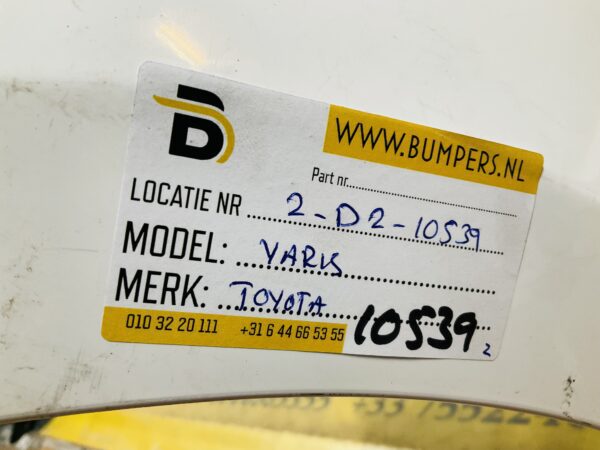 WWW.BUMPERS.NL
Part nr.
LOCATIE NR 2-D2-10539
MODEL: YARIS
MERK: TOYOTA
10539 2
010 32 20 111 +31 6 44 66 53 55